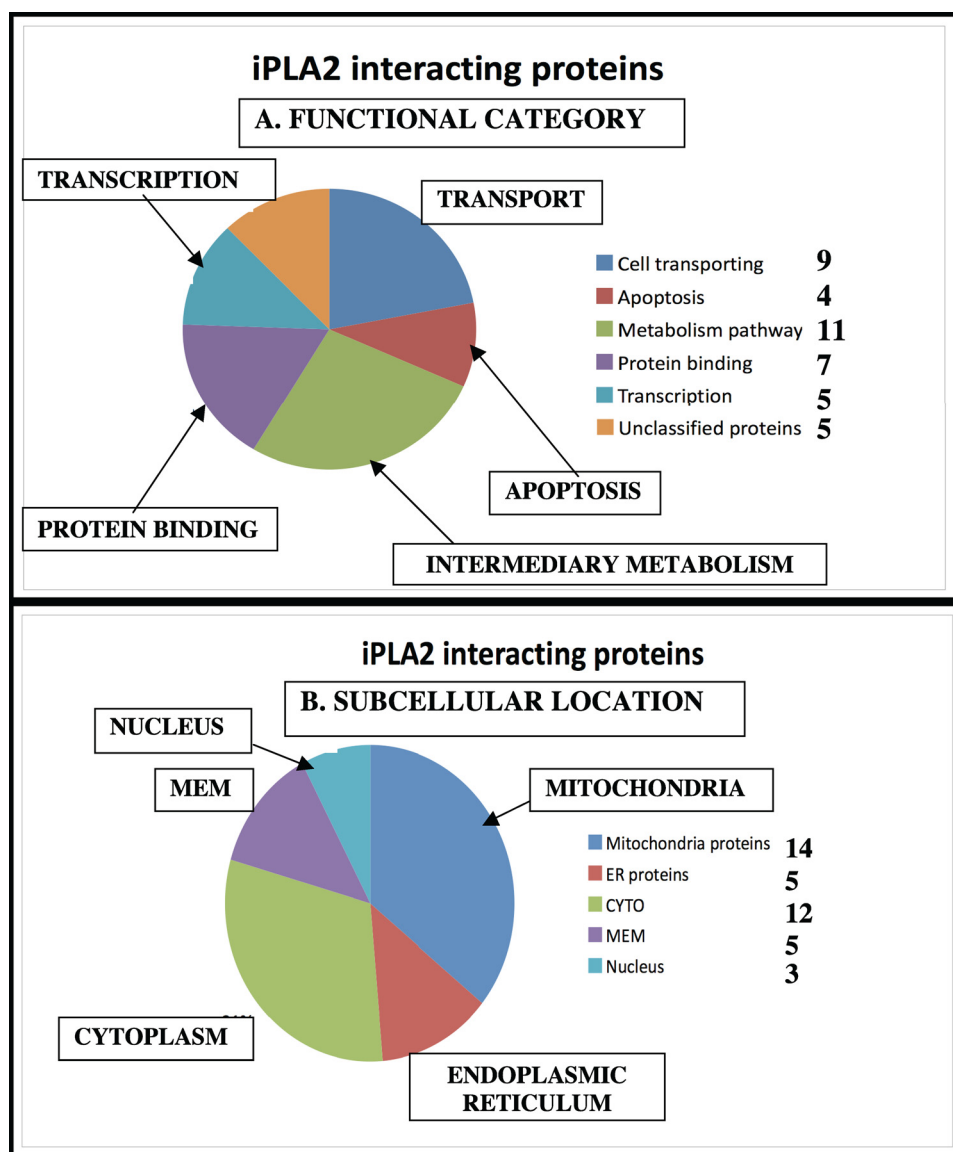 iPLA2 interacting proteins
A. FUNCTIONAL CATEGORY
TRANSCRIPTION
TRANSPORT
Cell transporting 9
Apoptosis 4
Metabolism pathway 11
Protein binding 7
Transcription 5
Unclassified proteins 5
APOPTOSIS
PROTEIN BINDING
INTERMEDIARY METABOLISM
iPLA2 interacting proteins
B. SUBCELLULAR LOCATION
NUCLEUS
MEM
MITOCHONDRIA
Mitochondria proteins 14
ER proteins 5
CYTO 12
MEM 5
Nucleus 3
CYTOPLASM
ENDOPLASMIC
RETICULUM